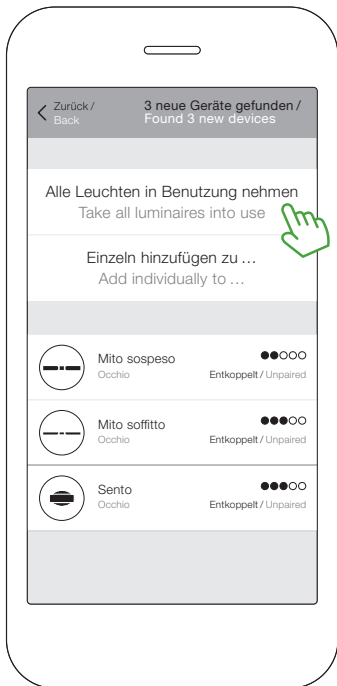 Zurück /
Back
3 neue Geräte gefunden /
Found 3 new devices
Alle Leuchten in Benutzung nehmen
Take all luminaires into use
Einzeln hinzufügen zu ...
Add individually to ...
Mito sospeso
Occhio
Entkoppelt / Unpaired
Mito soffitto
Occhio
Entkoppelt / Unpaired
Sento
Occhio
Entkoppelt / Unpaired